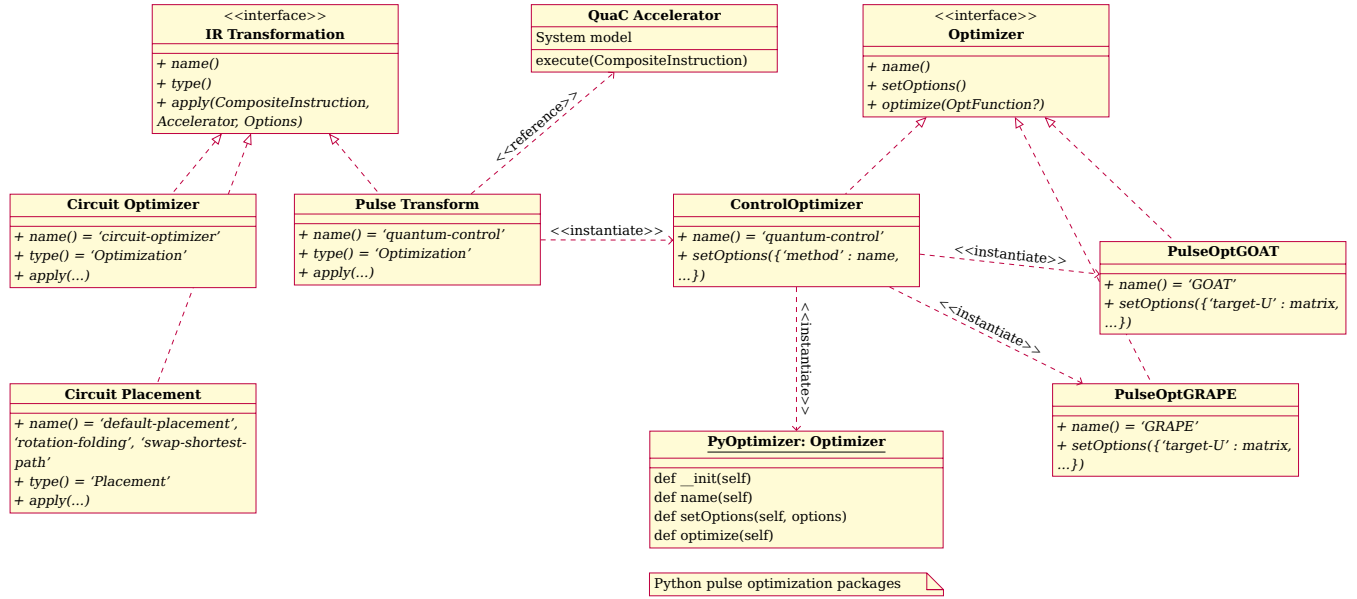 <<interface>>
IR Transformation
+ name()
+ type()
+ apply(CompositeInstruction,
Accelerator, Options)
QuaC Accelerator
System model
execute(CompositeInstruction)
<<interface>>
Optimizer
+ name()
+ setOptions()
+ optimize(OptFunction?)
<<reference>>
Circuit Optimizer
+ name() = ‘circuit-optimizer’
+ type() = ‘Optimization’
+ apply(...)
Pulse Transform
+ name() = ‘quantum-control’
+ type() = ‘Optimization’
+ apply(...)
<<instantiate>>
ControlOptimizer
+ name() = ‘quantum-control’
+ setOptions({‘method’ : name,
...})
<<instantiate>>
PulseOptGOAT
+ name() = ‘GOAT’
+ setOptions({‘target-U’ : matrix,
...})
<<instantiate>>
<<instantiate>>
Circuit Placement
+ name() = ‘default-placement’,
‘rotation-folding’, ‘swap-shortest-
path’
+ type() = ‘Placement’
+ apply(...)
PulseOptGRAPE
+ name() = ‘GRAPE’
+ setOptions({‘target-U’ : matrix,
...})
PyOptimizer: Optimizer
def __init(self)
def name(self)
def setOptions(self, options)
def optimize(self)
Python pulse optimization packages